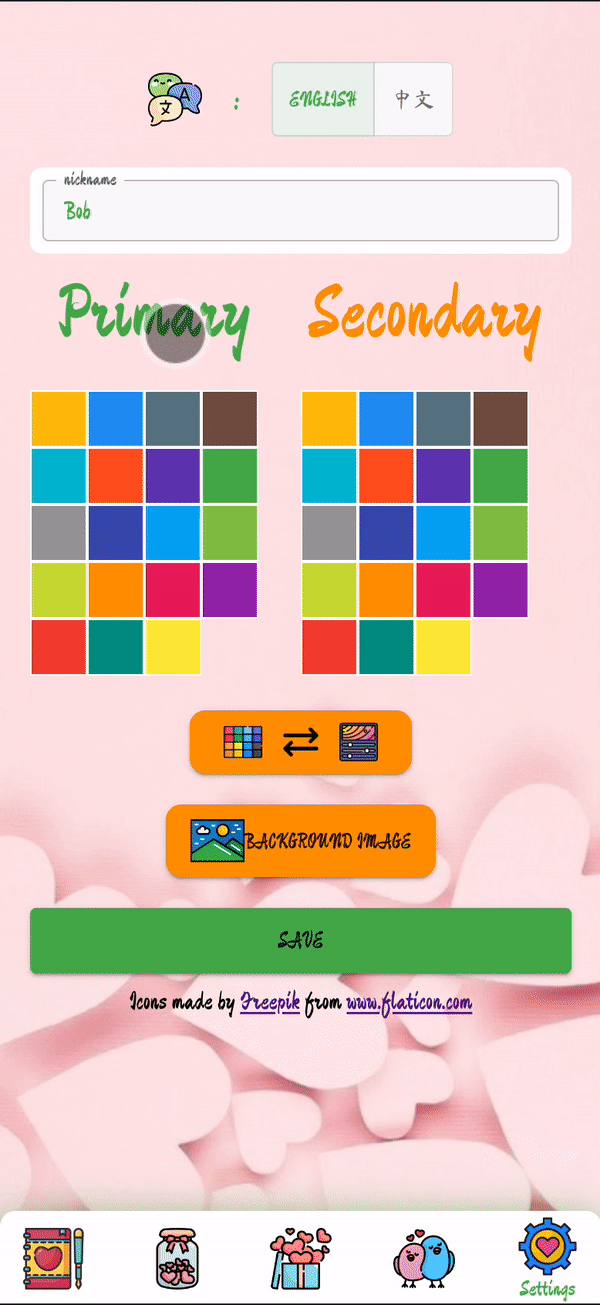 文 A
:
ENGLISH 中文
nickname
Bob
Primary Secondary
BACKGROUND IMAGE
SAVE
Icons made by Freepik from www.flaticon.com
Settings